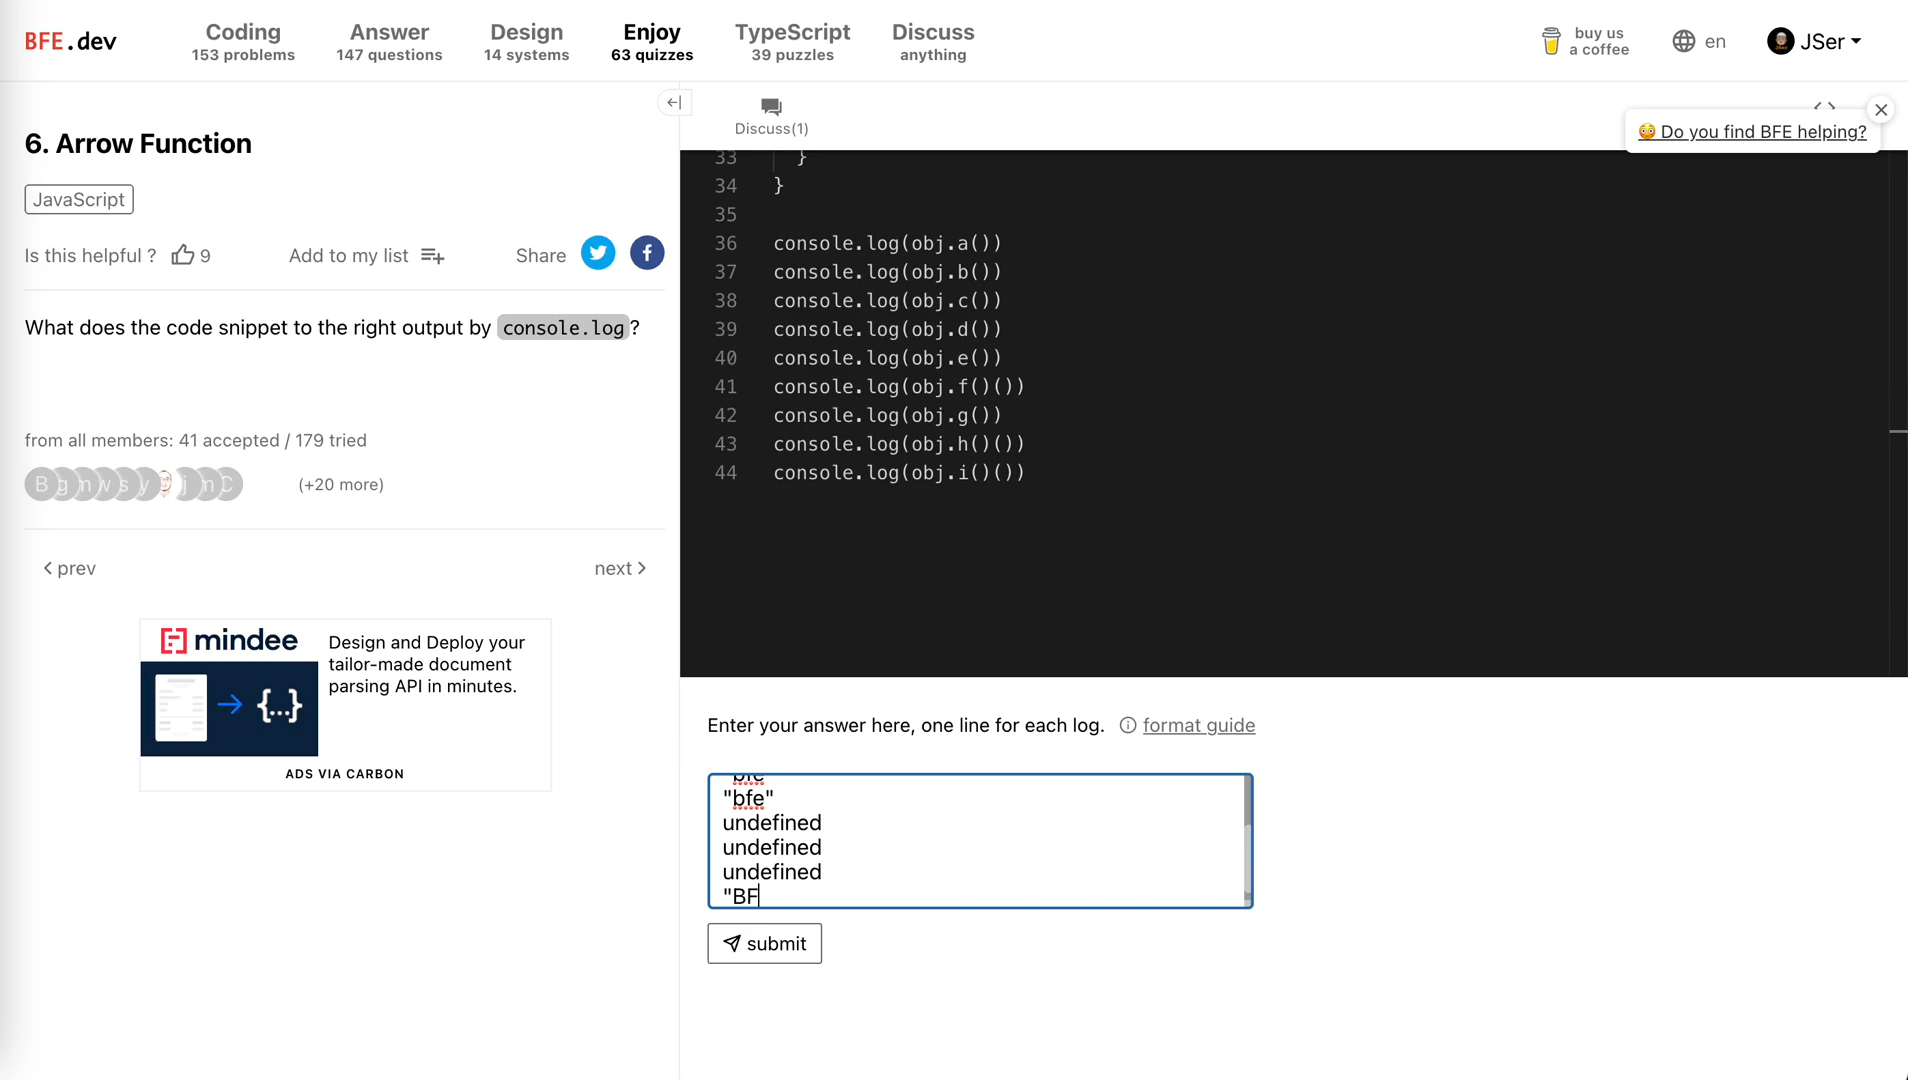 BFE.dev
Coding
153 problems
Answer
147 questions
Design
14 systems
Enjoy
63 quizzes
TypeScript
39 puzzles
Discuss
anything
buy us
a coffee
en
JSer
6. Arrow Function
JavaScript
Is this helpful ? 9
Add to my list
Share
What does the code snippet to the right output by console.log?
from all members: 41 accepted / 179 tried
B g m w s y j n C
(+20 more)
prev
next
mindee
{...}
Design and Deploy your
tailor-made document
parsing API in minutes.
ADS VIA CARBON
Discuss(1)
😳 Do you find BFE helping?
33 }
34 }
35
36 console.log(obj.a())
37 console.log(obj.b())
38 console.log(obj.c())
39 console.log(obj.d())
40 console.log(obj.e())
41 console.log(obj.f()())
42 console.log(obj.g())
43 console.log(obj.h()())
44 console.log(obj.i()())
Enter your answer here, one line for each log.
format guide
"bfe"
undefined
undefined
undefined
"BF
submit